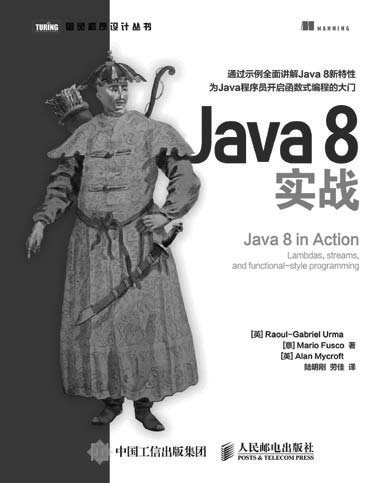 TURING 图灵程序设计丛书
MANNING
通过示例全面讲解Java 8新特性
为Java程序员开启函数式编程的大门
Java 8
实战
Java 8 in Action
Lambdas, streams,
and functional-style programming
[英] Raoul-Gabriel Urma
[意] Mario Fusco 著
[英] Alan Mycroft
陆明刚 劳佳 译
中国工信出版集团
人民邮电出版社
POSTS & TELECOM PRESS